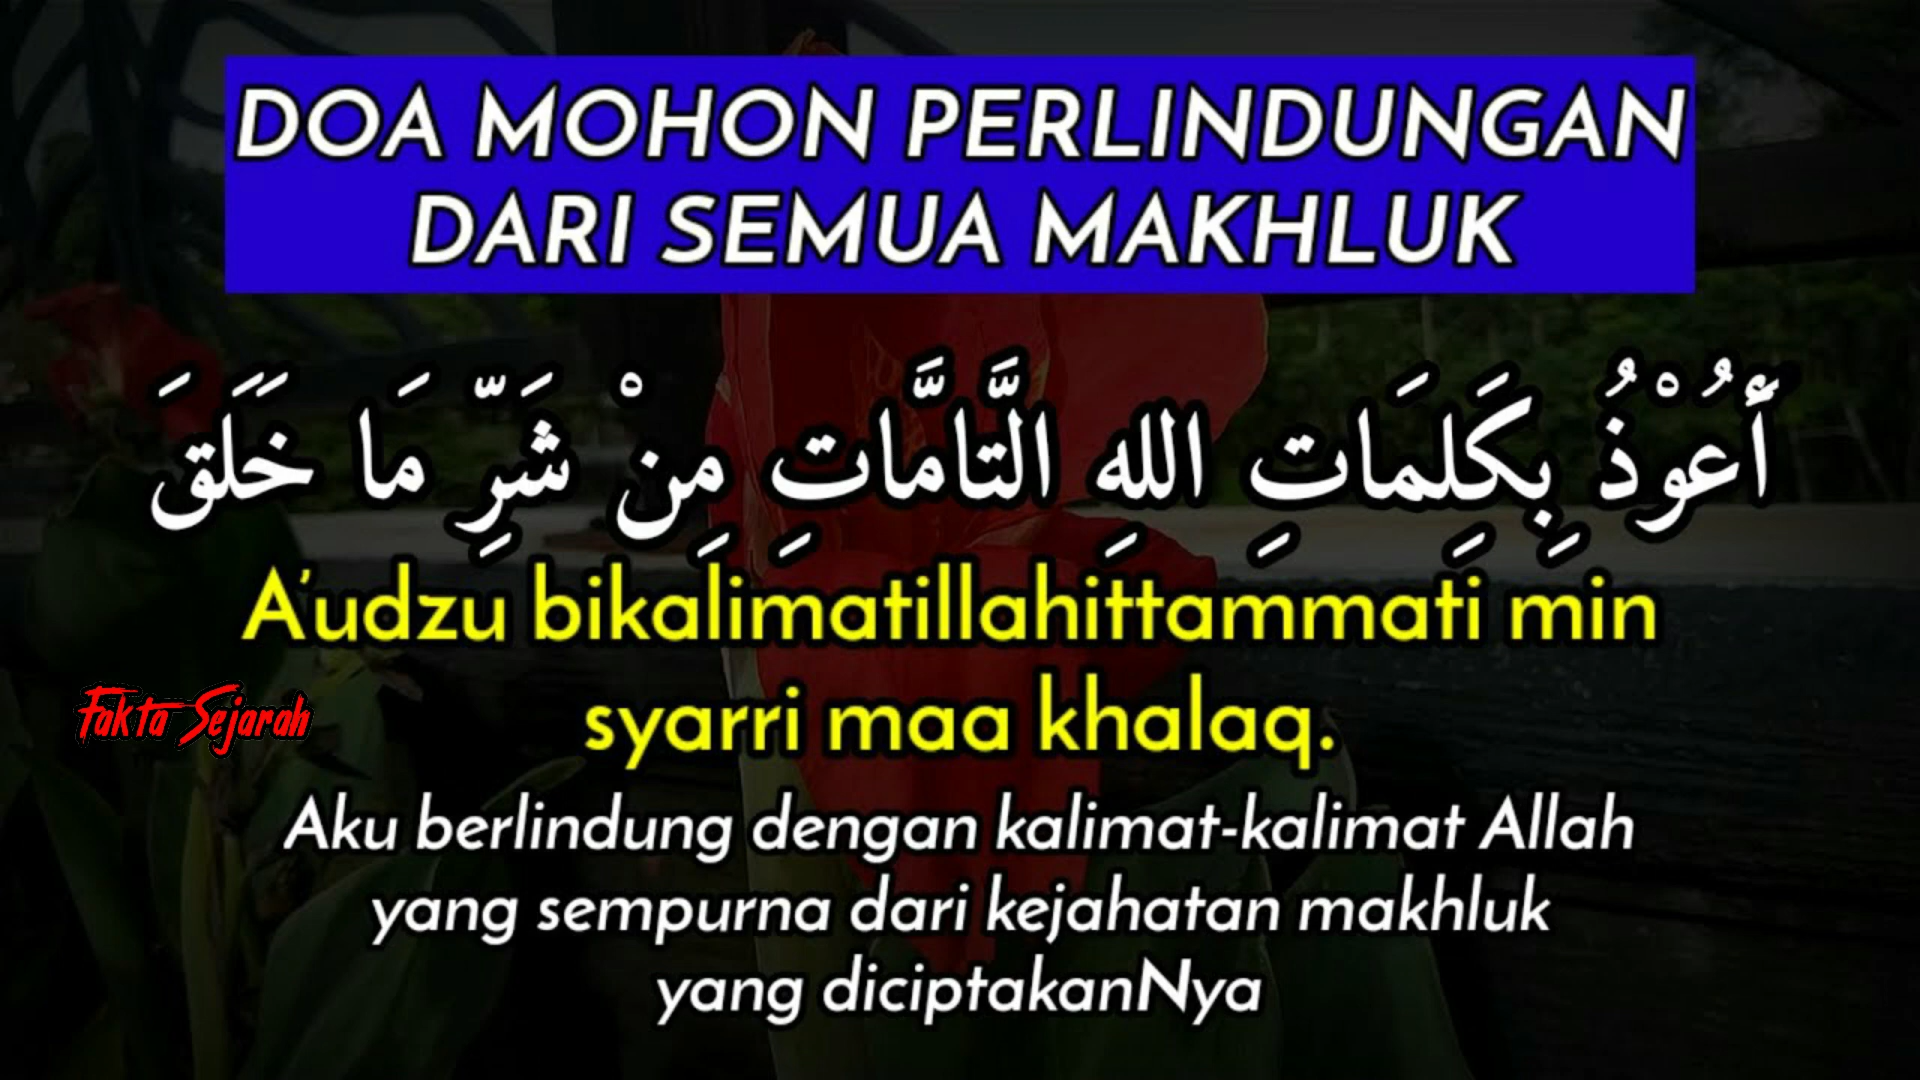 DOA MOHON PERLINDUNGAN
DARI SEMUA MAKHLUK
أَعُوْذُ بِكَلِمَاتِ اللهِ التَّامَّاتِ مِنْ شَرِّ مَا خَلَقَ
A'udzu bikalimatillahittammati min
syarri maa khalaq.
Fakta Sejarah
Aku berlindung dengan kalimat-kalimat Allah
yang sempurna dari kejahatan makhluk
yang diciptakanNya